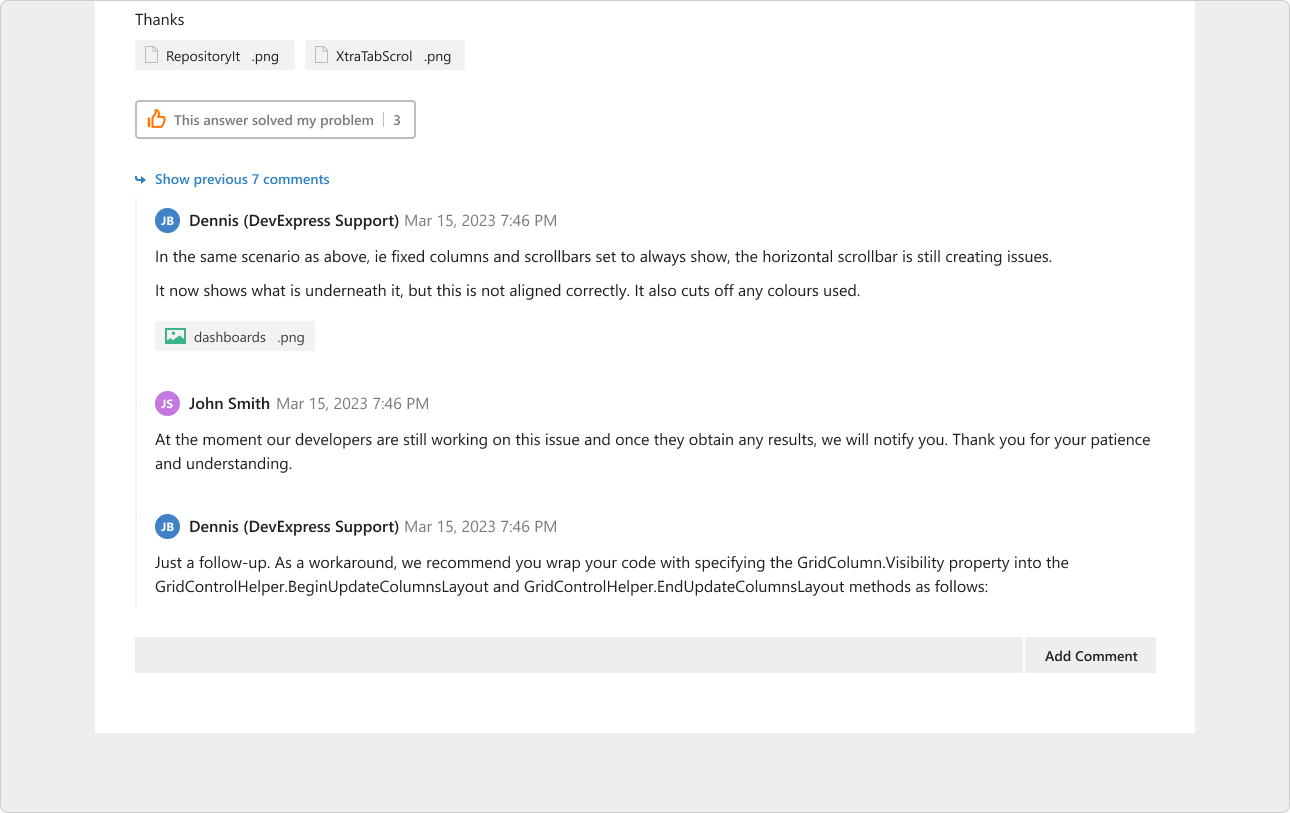 Thanks
RepositoryIt .png XtraTabScrol .png
This answer solved my problem 3
Show previous 7 comments
JB Dennis (DevExpress Support) Mar 15, 2023 7:46 PM
In the same scenario as above, ie fixed columns and scrollbars set to always show, the horizontal scrollbar is still creating issues.
It now shows what is underneath it, but this is not aligned correctly. It also cuts off any colours used.
dashboards .png
JS John Smith Mar 15, 2023 7:46 PM
At the moment our developers are still working on this issue and once they obtain any results, we will notify you. Thank you for your patience
and understanding.
JB Dennis (DevExpress Support) Mar 15, 2023 7:46 PM
Just a follow-up. As a workaround, we recommend you wrap your code with specifying the GridColumn.Visibility property into the
GridControlHelper.BeginUpdateColumnsLayout and GridControlHelper.EndUpdateColumnsLayout methods as follows:
Add Comment